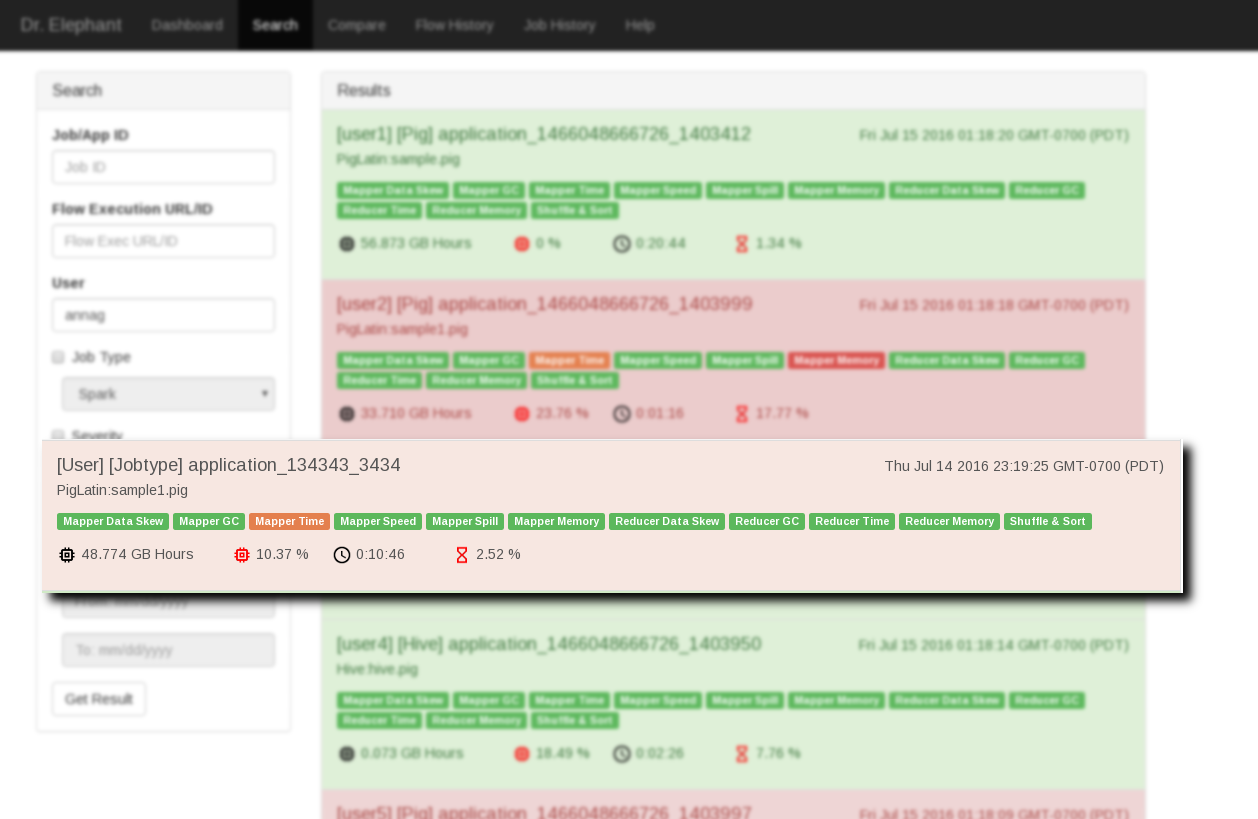 Dr. Elephant Dashboard Search Compare Flow History Job History Help
Search
Job/App ID
Job ID
Flow Execution URL/ID
Flow Exec URL/ID
User
annag
Job Type
Spark
Severity
To: mm/dd/yyyy
Get Result
Results
[user1] [Pig] application_1466048666726_1403412 Fri Jul 15 2016 01:18:20 GMT-0700 (PDT)
PigLatin:sample.pig
Mapper Data Skew Mapper GC Mapper Time Mapper Speed Mapper Spill Mapper Memory Reducer Data Skew Reducer GC
Reducer Time Reducer Memory Shuffle & Sort
56.873 GB Hours 0 % 0:20:44 1.34 %
[user2] [Pig] application_1466048666726_1403999 Fri Jul 15 2016 01:18:18 GMT-0700 (PDT)
PigLatin:sample1.pig
Mapper Data Skew Mapper GC Mapper Time Mapper Speed Mapper Spill Mapper Memory Reducer Data Skew Reducer GC
Reducer Time Reducer Memory Shuffle & Sort
33.710 GB Hours 23.76 % 0:01:16 17.77 %
[User] [Jobtype] application_134343_3434 Thu Jul 14 2016 23:19:25 GMT-0700 (PDT)
PigLatin:sample1.pig
Mapper Data Skew Mapper GC Mapper Time Mapper Speed Mapper Spill Mapper Memory Reducer Data Skew Reducer GC Reducer Time Reducer Memory Shuffle & Sort
48.774 GB Hours 10.37 % 0:10:46 2.52 %
[user4] [Hive] application_1466048666726_1403950 Fri Jul 15 2016 01:18:14 GMT-0700 (PDT)
Hive:hive.pig
Mapper Data Skew Mapper GC Mapper Time Mapper Speed Mapper Spill Mapper Memory Reducer Data Skew Reducer GC
Reducer Time Reducer Memory Shuffle & Sort
0.073 GB Hours 18.49 % 0:02:26 7.76 %
[user5] [Pig] application_1466048666726_1403997 Fri Jul 15 2016 01:18:09 GMT-0700 (PDT)